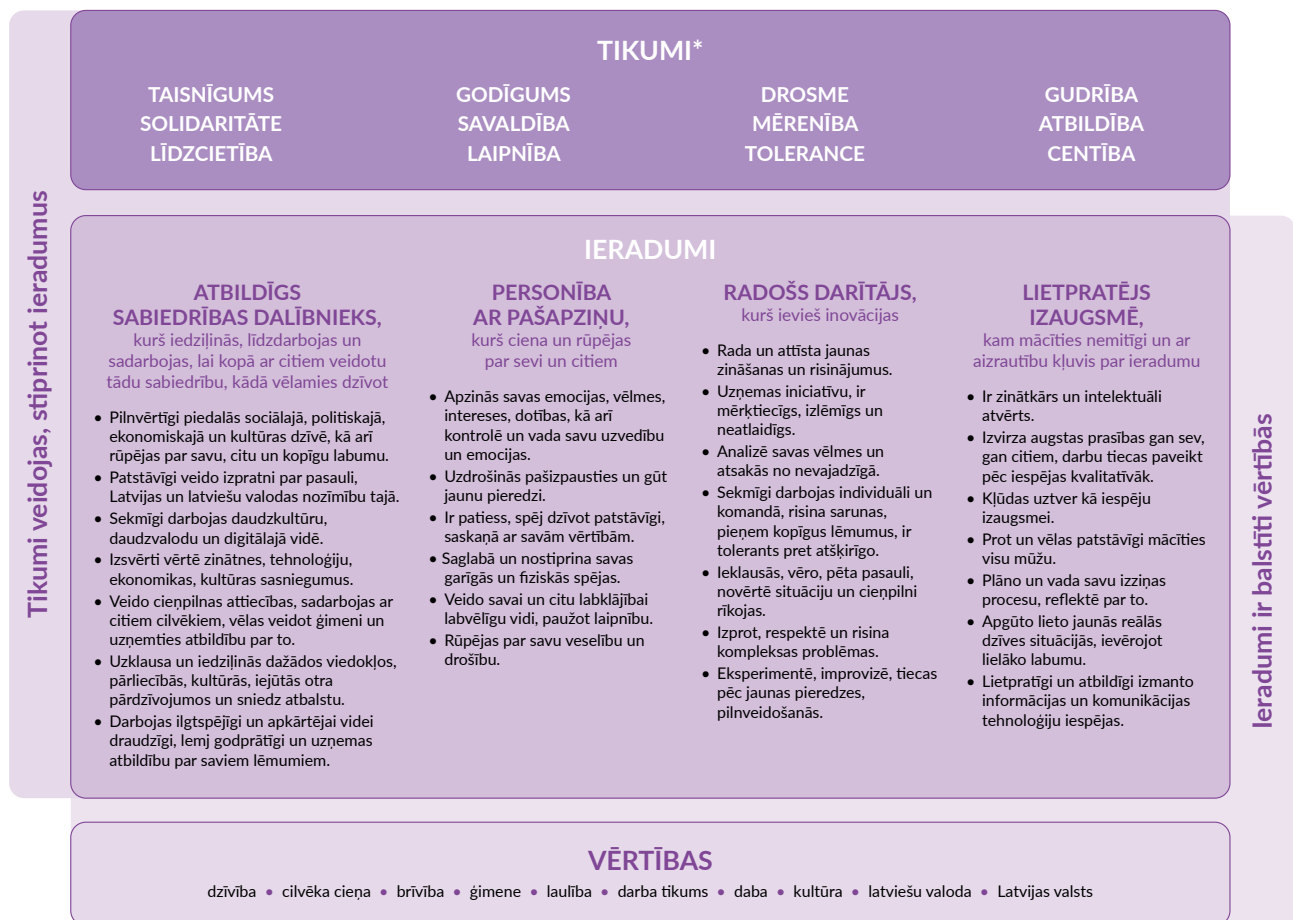 TIKUMI*
TAISNĪGUMS
SOLIDARITĀTE
LĪDZCIETĪBA
GODĪGUMS
SAVALDĪBA
LAIPNĪBA
DROSME
MĒRENĪBA
TOLERANCE
GUDRĪBA
ATBILDĪBA
CENTĪBA
Tikumi veidojas, stiprinot ieradumus
IERADUMI
ATBILDĪGS
SABIEDRĪBAS DALĪBNIEKS,
kurš iedziļinās, līdzdarbojas un
sadarbojas, lai kopā ar citiem veidotu
tādu sabiedrību, kādā vēlamies dzīvot
• Pilnvērtīgi piedalās sociālajā, politiskajā,
ekonomiskajā un kultūras dzīvē, kā arī
rūpējas par savu, citu un kopīgu labumu.
• Patstāvīgi veido izpratni par pasauli,
Latvijas un latviešu valodas nozīmību tajā.
• Sekmīgi darbojas daudzkultūru,
daudzvalodu un digitālajā vidē.
• Izsvērti vērtē zinātnes, tehnoloģiju,
ekonomikas, kultūras sasniegumus.
• Veido cieņpilnas attiecības, sadarbojas ar
citiem cilvēkiem, vēlas veidot ģimeni un
uzņemties atbildību par to.
• Uzklausa un iedziļinās dažādos viedokļos,
pārliecībās, kultūrās, iejūtās otra
pārdzīvojumos un sniedz atbalstu.
• Darbojas ilgtspējīgi un apkārtējai videi
draudzīgi, lemj godprātīgi un uzņemas
atbildību par saviem lēmumiem.
PERSONĪBA
AR PAŠAPZIŅU,
kurš ciena un rūpējas
par sevi un citiem
• Apzinās savas emocijas, vēlmes,
intereses, dotības, kā arī
kontrolē un vada savu uzvedību
un emocijas.
• Uzdrošinās pašizpausties un gūt
jaunu pieredzi.
• Ir patiess, spēj dzīvot patstāvīgi,
saskaņā ar savām vērtībām.
• Saglabā un nostiprina savas
garīgās un fiziskās spējas.
• Veido savai un citu labklājībai
labvēlīgu vidi, paužot laipnību.
• Rūpējas par savu veselību un
drošību.
RADOŠS DARĪTĀJS,
kurš ievieš inovācijas
• Rada un attīsta jaunas
zināšanas un risinājumus.
• Uzņemas iniciatīvu, ir
mērķtiecīgs, izlēmīgs un
neatlaidīgs.
• Analizē savas vēlmes un
atsakās no nevajadzīgā.
• Sekmīgi darbojas individuāli un
komandā, risina sarunas,
pieņem kopīgus lēmumus, ir
tolerants pret atšķirīgo.
• Ieklausās, vēro, pēta pasauli,
novērtē situāciju un cieņpilni
rīkojas.
• Izprot, respektē un risina
kompleksas problēmas.
• Eksperimentē, improvizē, tiecas
pēc jaunas pieredzes,
pilnveidošanās.
LIETPRATĒJS
IZAUGSMĒ,
kam mācīties nemitīgi un ar
aizrautību kļuvis par ieradumu
• Ir zinātkārs un intelektuāli
atvērts.
• Izvirza augstas prasības gan sev,
gan citiem, darbu tiecas paveikt
pēc iespējas kvalitatīvāk.
• Kļūdas uztver kā iespēju
izaugsmei.
• Prot un vēlas patstāvīgi mācīties
visu mūžu.
• Plāno un vada savu izziņas
procesu, reflektē par to.
• Apgūto lieto jaunās reālās
dzīves situācijās, ievērojot
lielāko labumu.
• Lietpratīgi un atbildīgi izmanto
informācijas un komunikācijas
tehnoloģiju iespējas.
Ieradumi ir balstīti vērtībās
VĒRTĪBAS
dzīvība • cilvēka cieņa • brīvība • ģimene • laulība • darba tikums • daba • kultūra • latviešu valoda • Latvijas valsts